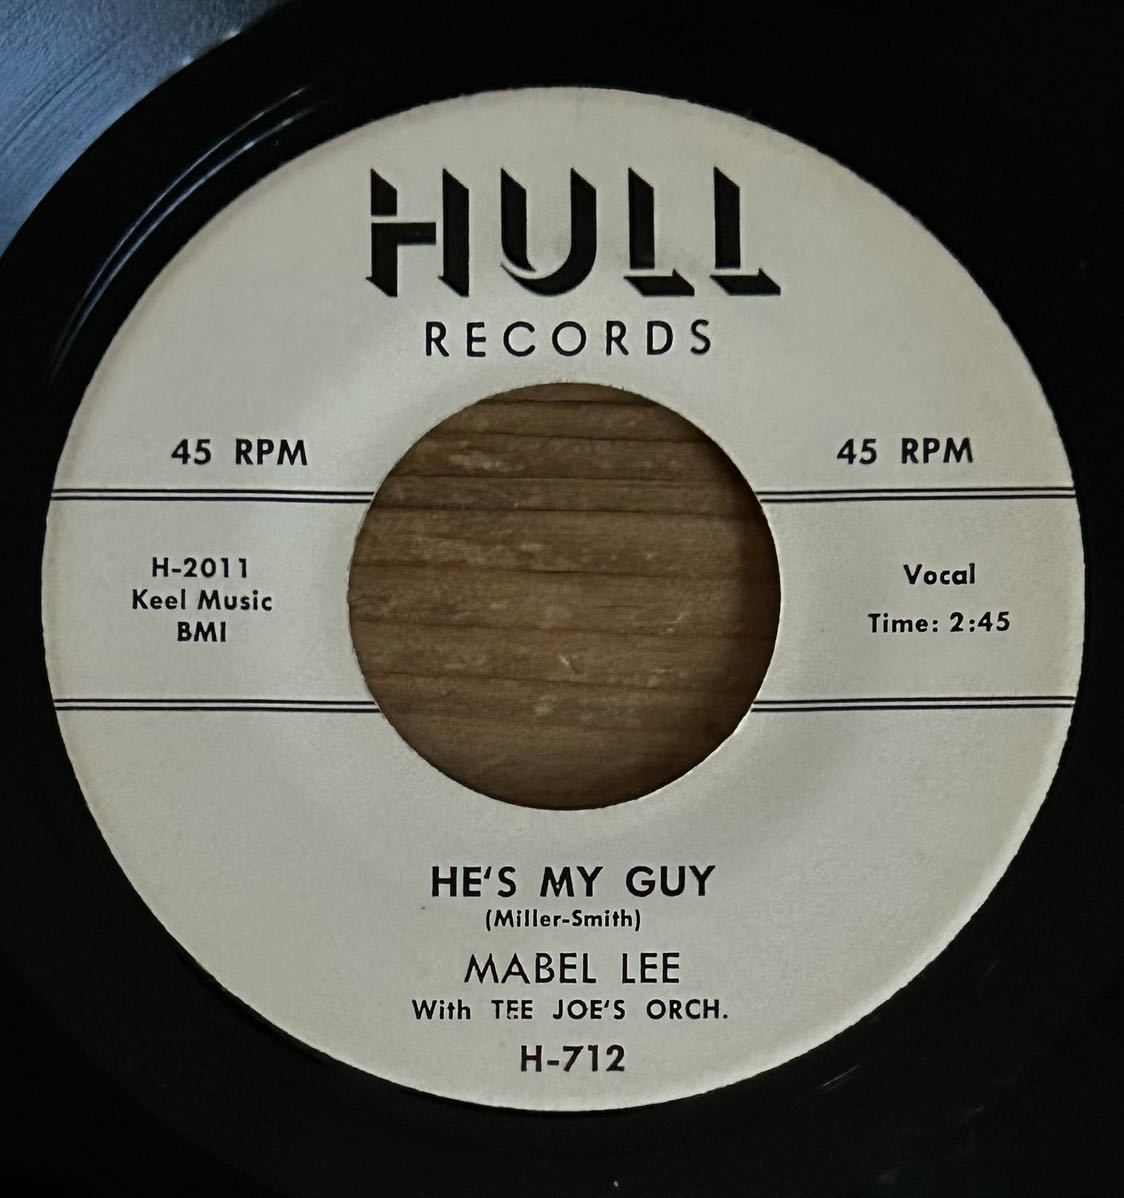 HULL
RECORDS
45 RPM
45 RPM
H-2011
Keel Music
BMI
Vocal
Time: 2:45
HE'S MY GUY
(Miller-Smith)
MABEL LEE
With TEE JOE'S ORCH.
H-712